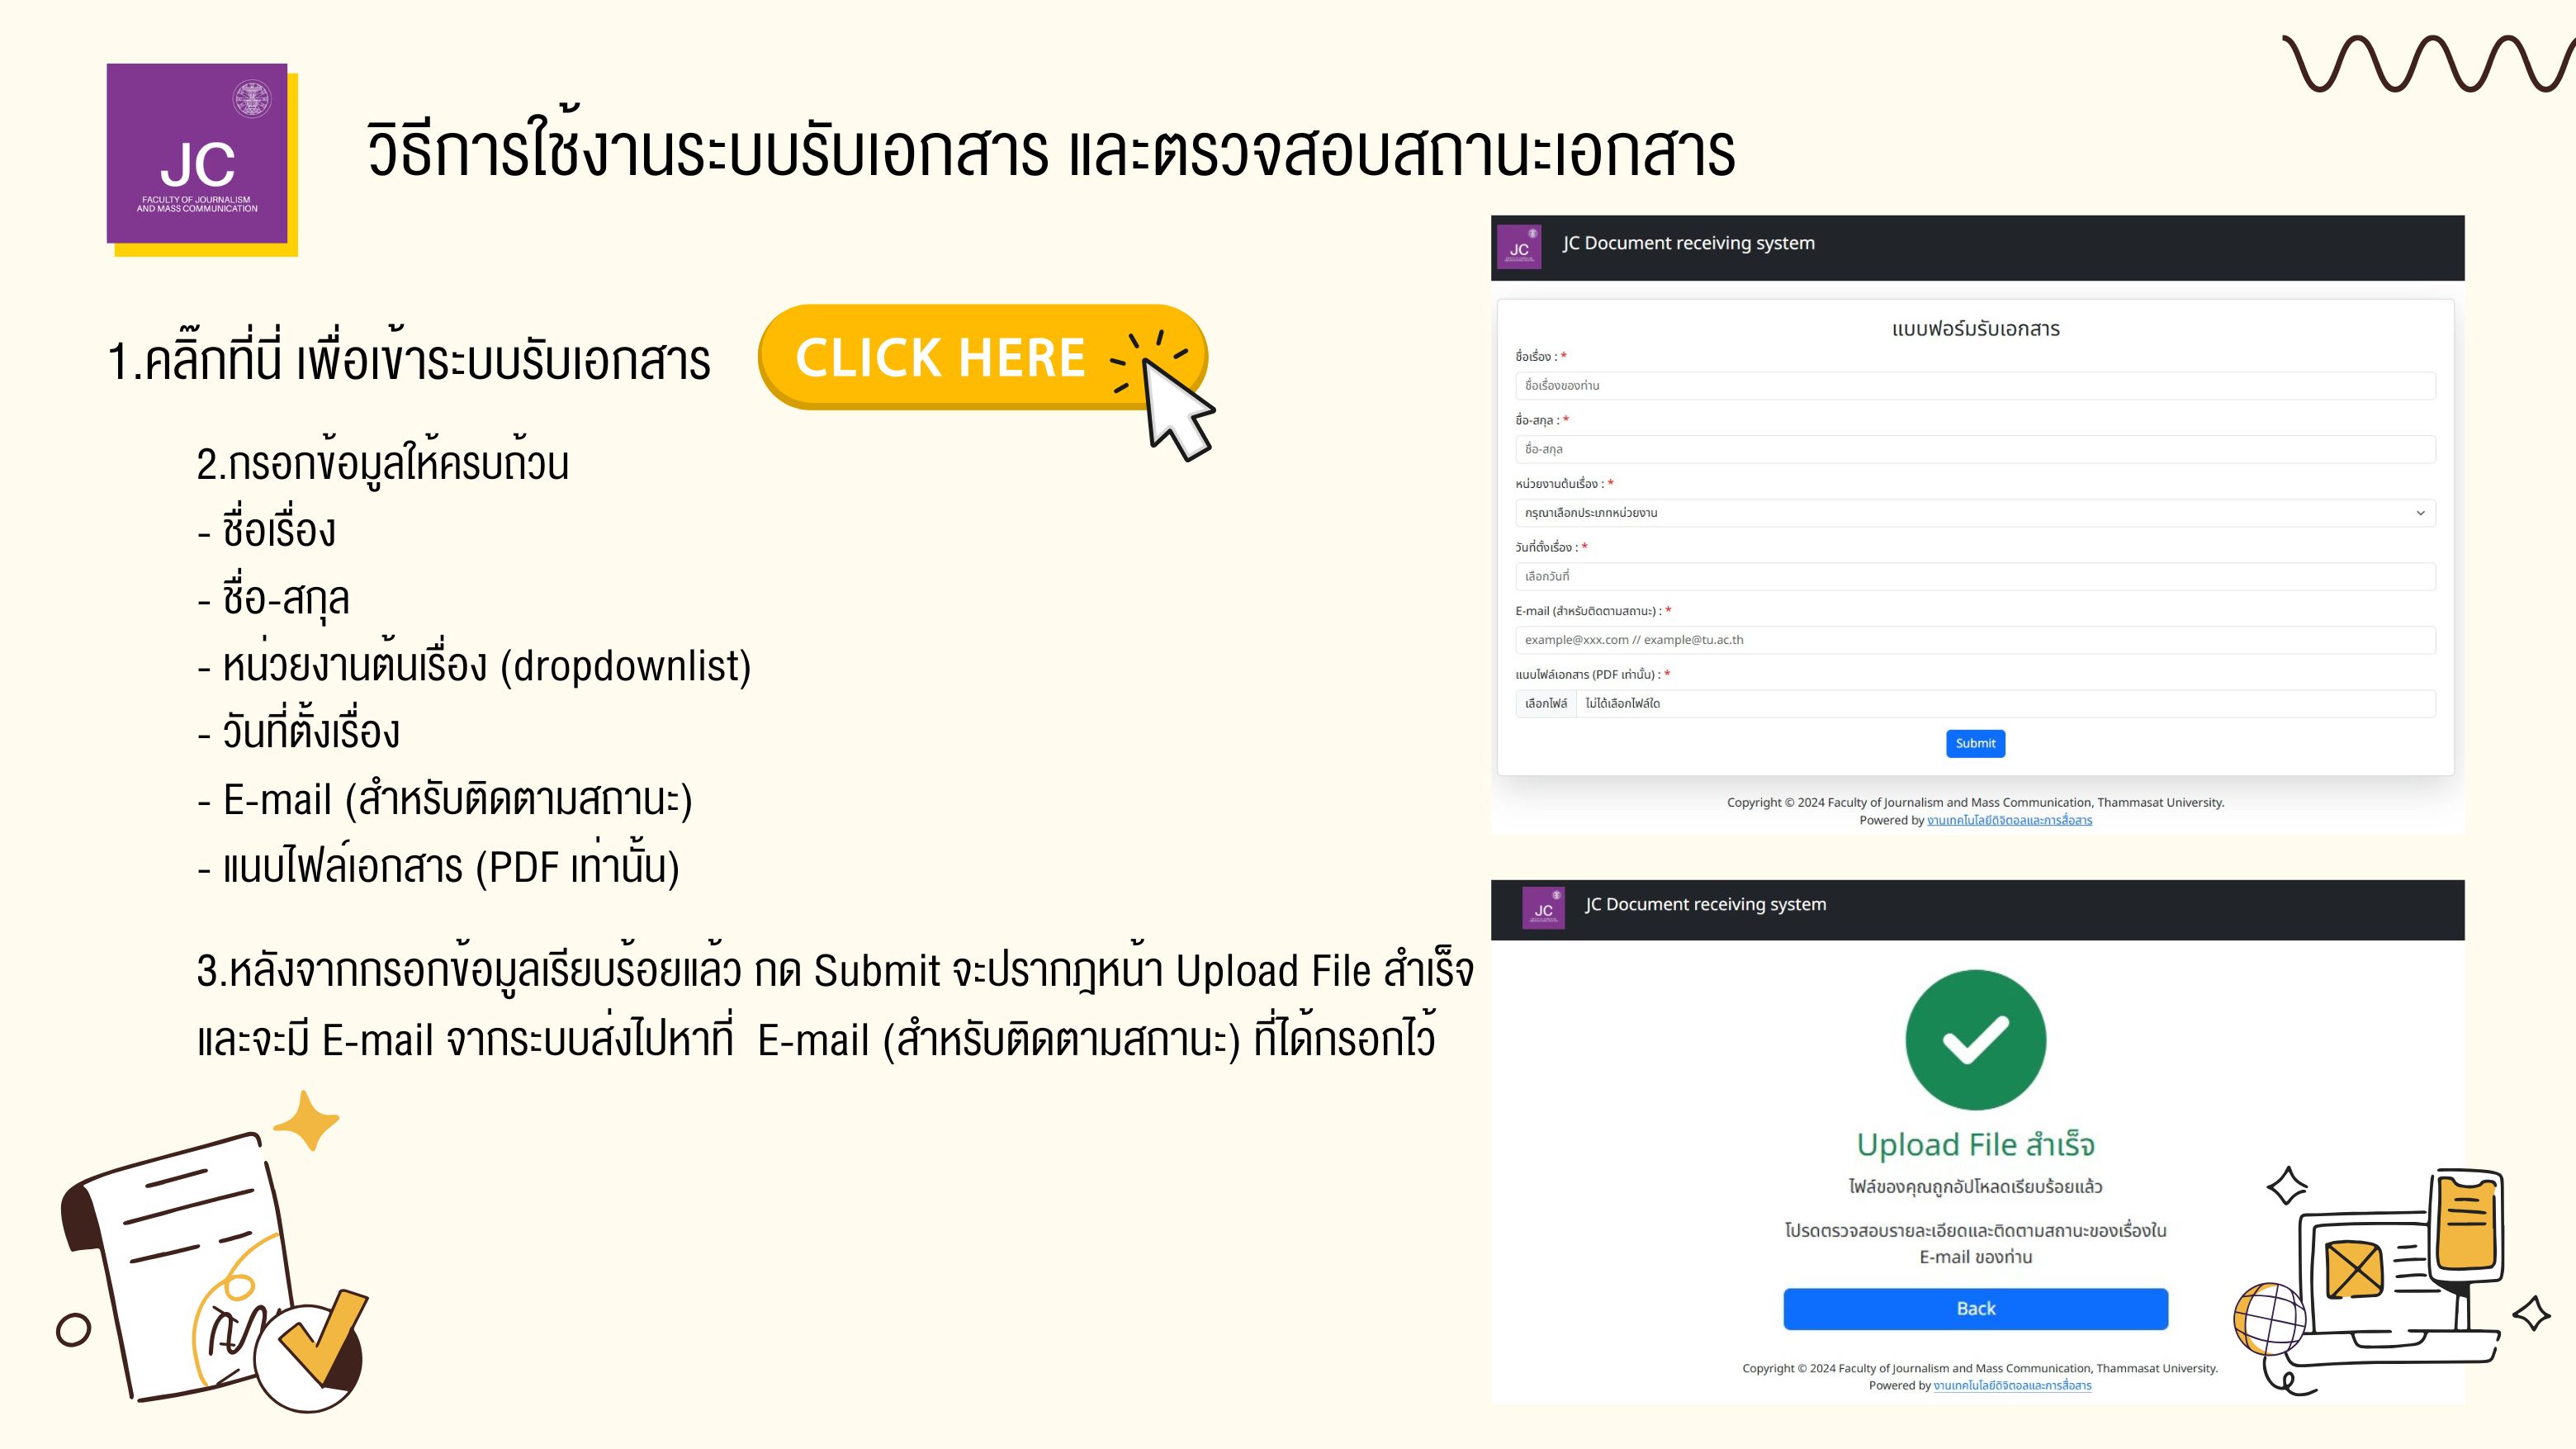 JC
FACULTY OF JOURNALISM
AND MASS COMMUNICATION
วิธีการใช้งานระบบรับเอกสาร และตรวจสอบสถานะเอกสาร
1.คลิ๊กที่นี่ เพื่อเข้าระบบรับเอกสาร
CLICK HERE
2.กรอกข้อมูลให้ครบถ้วน
- ชื่อเรื่อง
- ชื่อ-สกุล
- หน่วยงานต้นเรื่อง (dropdownlist)
- วันที่ตั้งเรื่อง
- E-mail (สำหรับติดตามสถานะ)
- แนบไฟล์เอกสาร (PDF เท่านั้น)
3.หลังจากกรอกข้อมูลเรียบร้อยแล้ว กด Submit จะปรากฎหน้า Upload File สำเร็จ
และจะมี E-mail จากระบบส่งไปหาที่ E-mail (สำหรับติดตามสถานะ) ที่ได้กรอกไว้
JC
JC Document receiving system
แบบฟอร์มรับเอกสาร
ชื่อเรื่อง : *
ชื่อเรื่องของท่าน
ชื่อ-สกุล : *
ชื่อ-สกุล
หน่วยงานต้นเรื่อง : *
กรุณาเลือกประเภทหน่วยงาน
วันที่ตั้งเรื่อง : *
เลือกวันที่
E-mail (สำหรับติดตามสถานะ) : *
example@xxx.com // example@tu.ac.th
แนบไฟล์เอกสาร (PDF เท่านั้น) : *
เลือกไฟล์ ไม่ได้เลือกไฟล์ใด
Submit
Copyright © 2024 Faculty of Journalism and Mass Communication, Thammasat University.
Powered by งานเทคโนโลยีดิจิตอลและการสื่อสาร
JC
JC Document receiving system
Upload File สำเร็จ
ไฟล์ของคุณถูกอัปโหลดเรียบร้อยแล้ว
โปรดตรวจสอบรายละเอียดและติดตามสถานะของเรื่องใน
E-mail ของท่าน
Back
Copyright © 2024 Faculty of Journalism and Mass Communication, Thammasat University.
Powered by งานเทคโนโลยีดิจิตอลและการสื่อสาร